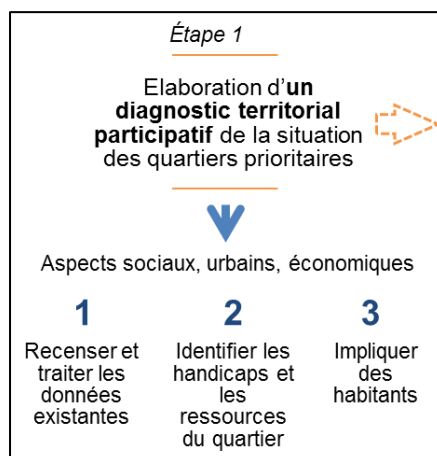 Étape 1
Elaboration d'un
diagnostic territorial
participatif de la situation
des quartiers prioritaires
Aspects sociaux, urbains, économiques
1
Recenser et
traiter les
données
existantes
2
Identifier les
handicaps et
les
ressources
du quartier
3
Impliquer
des
habitants